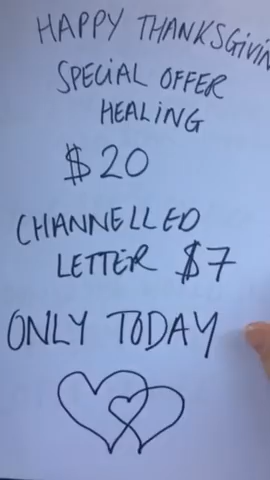 HAPPY THANKSGiViN
SPECiAL OFFER
HEALiNG
$20
CHANNELLED
LETTER $7
ONLY TODAY